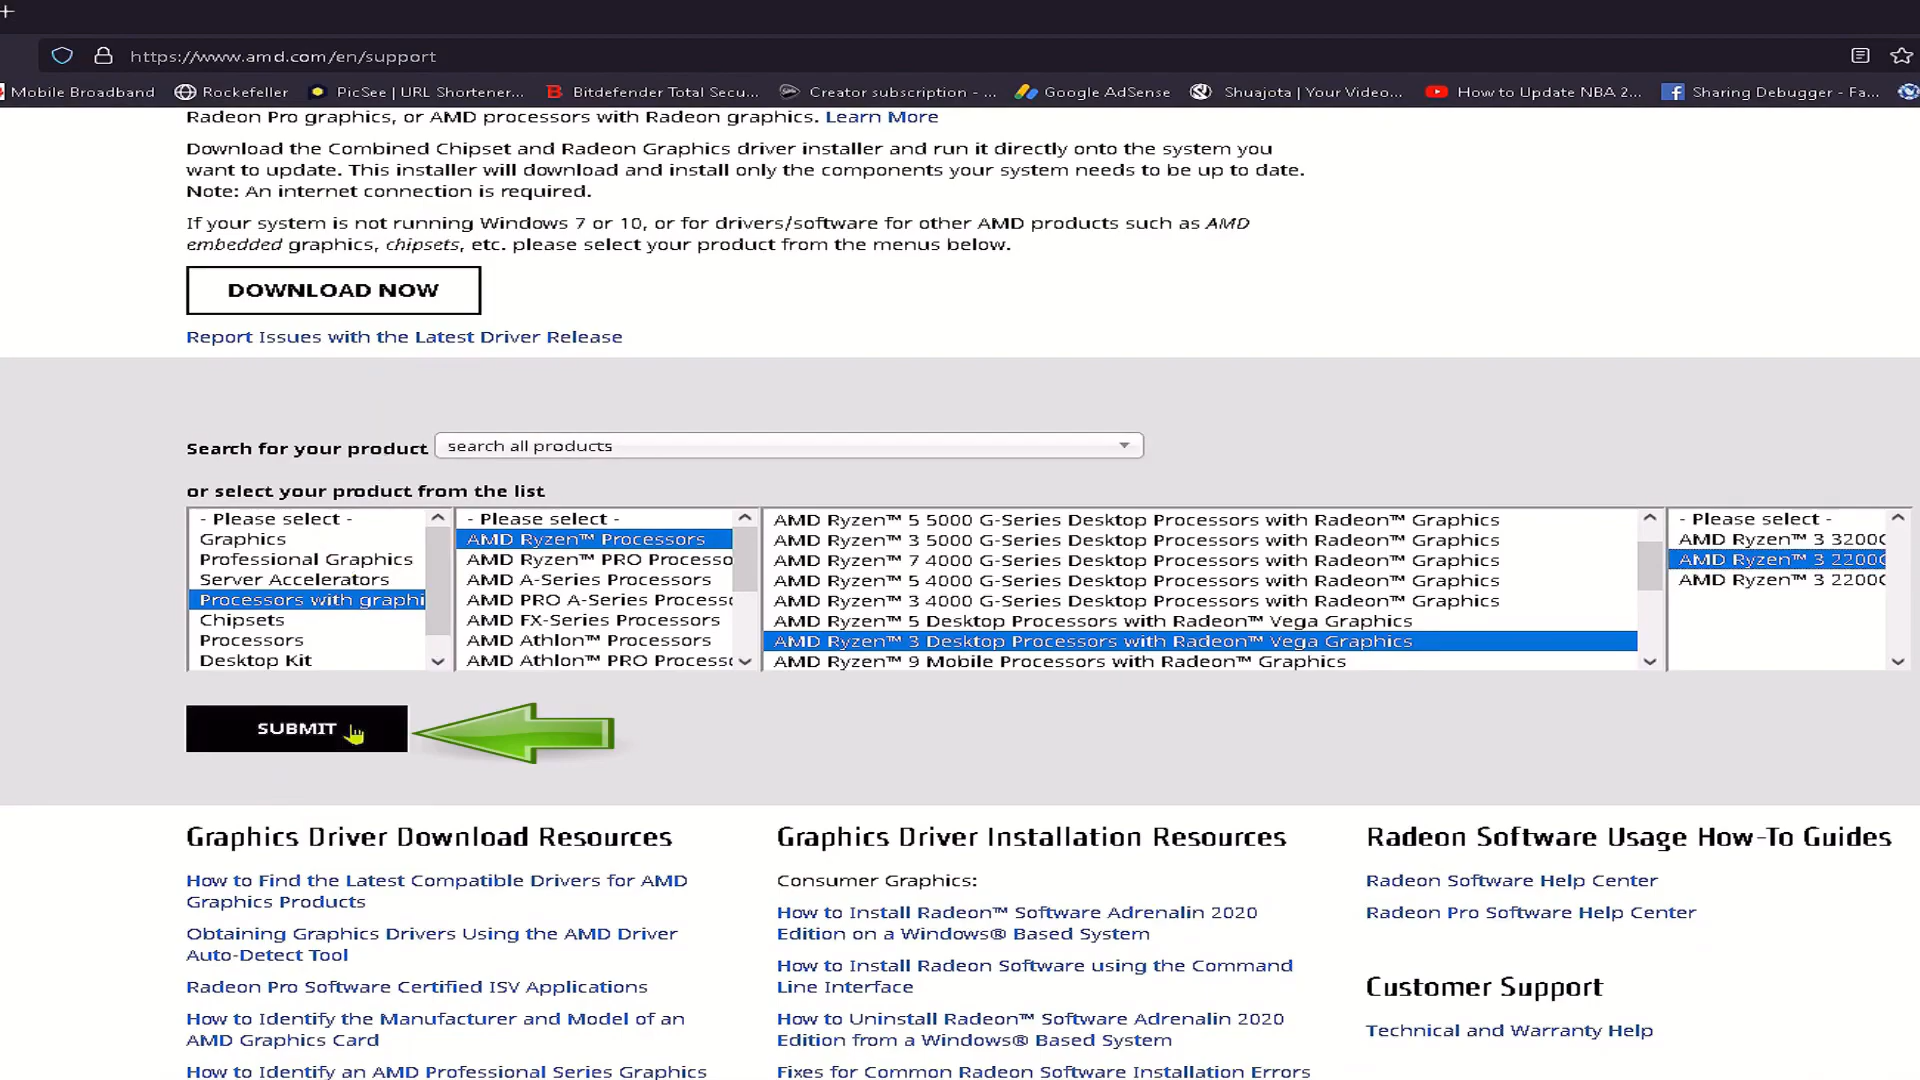 https://www.amd.com/en/support
Mobile Broadband Rockefeller PicSee | URL Shortener... Bitdefender Total Secu... Creator subscription - ... Google AdSense Shuajota | Your Video... How to Update NBA 2... Sharing Debugger - Fa...
Radeon Pro graphics, or AMD processors with Radeon graphics. Learn More
Download the Combined Chipset and Radeon Graphics driver installer and run it directly onto the system you
want to update. This installer will download and install only the components your system needs to be up to date.
Note: An internet connection is required.
If your system is not running Windows 7 or 10, or for drivers/software for other AMD products such as AMD
embedded graphics, chipsets, etc. please select your product from the menus below.
DOWNLOAD NOW
Report Issues with the Latest Driver Release
Search for your product search all products
or select your product from the list
- Please select -
Graphics
Professional Graphics
Server Accelerators
Processors with graphi
Chipsets
Processors
Desktop Kit
- Please select -
AMD Ryzen™ Processors
AMD Ryzen™ PRO Processo
AMD A-Series Processors
AMD PRO A-Series Process
AMD FX-Series Processors
AMD Athlon™ Processors
AMD Athlon™ PRO Process
AMD Ryzen™ 5 5000 G-Series Desktop Processors with Radeon™ Graphics
AMD Ryzen™ 3 5000 G-Series Desktop Processors with Radeon™ Graphics
AMD Ryzen™ 7 4000 G-Series Desktop Processors with Radeon™ Graphics
AMD Ryzen™ 5 4000 G-Series Desktop Processors with Radeon™ Graphics
AMD Ryzen™ 3 4000 G-Series Desktop Processors with Radeon™ Graphics
AMD Ryzen™ 5 Desktop Processors with Radeon™ Vega Graphics
AMD Ryzen™ 3 Desktop Processors with Radeon™ Vega Graphics
AMD Ryzen™ 9 Mobile Processors with Radeon™ Graphics
- Please select -
AMD Ryzen™ 3 3200G
AMD Ryzen™ 3 2200G
AMD Ryzen™ 3 2200G
SUBMIT
Graphics Driver Download Resources
How to Find the Latest Compatible Drivers for AMD
Graphics Products
Obtaining Graphics Drivers Using the AMD Driver
Auto-Detect Tool
Radeon Pro Software Certified ISV Applications
How to Identify the Manufacturer and Model of an
AMD Graphics Card
How to Identify an AMD Professional Series Graphics
Graphics Driver Installation Resources
Consumer Graphics:
How to Install Radeon™ Software Adrenalin 2020
Edition on a Windows® Based System
How to Install Radeon Software using the Command
Line Interface
How to Uninstall Radeon™ Software Adrenalin 2020
Edition from a Windows® Based System
Fixes for Common Radeon Software Installation Errors
Radeon Software Usage How-To Guides
Radeon Software Help Center
Radeon Pro Software Help Center
Customer Support
Technical and Warranty Help